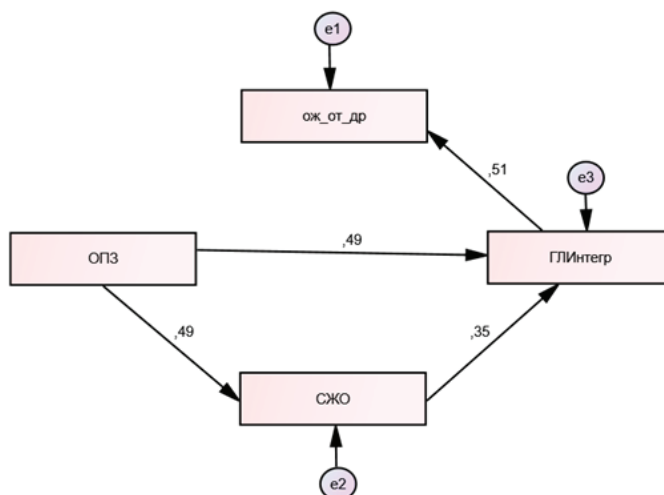 e1
ож_от_др
,51
e3
ОПЗ
,49
ГЛИнтегр
,49
,35
СЖО
e2